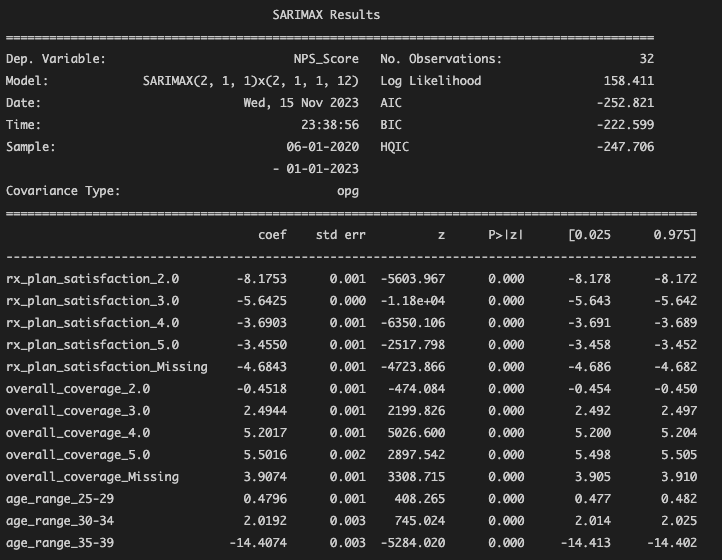 SARIMAX Results
==========================================================================================
Dep. Variable: NPS_Score No. Observations: 32
Model: SARIMAX(2, 1, 1)x(2, 1, 1, 12) Log Likelihood 158.411
Date: Wed, 15 Nov 2023 AIC -252.821
Time: 23:38:56 BIC -222.599
Sample: 06-01-2020 HQIC -247.706
- 01-01-2023
Covariance Type: opg
================================================================================================
coef std err z P>|z| [0.025 0.975]
------------------------------------------------------------------------------------------------
rx_plan_satisfaction_2.0 -8.1753 0.001 -5603.967 0.000 -8.178 -8.172
rx_plan_satisfaction_3.0 -5.6425 0.000 -1.18e+04 0.000 -5.643 -5.642
rx_plan_satisfaction_4.0 -3.6903 0.001 -6350.106 0.000 -3.691 -3.689
rx_plan_satisfaction_5.0 -3.4550 0.001 -2517.798 0.000 -3.458 -3.452
rx_plan_satisfaction_Missing -4.6843 0.001 -4723.866 0.000 -4.686 -4.682
overall_coverage_2.0 -0.4518 0.001 -474.084 0.000 -0.454 -0.450
overall_coverage_3.0 2.4944 0.001 2199.826 0.000 2.492 2.497
overall_coverage_4.0 5.2017 0.001 5026.600 0.000 5.200 5.204
overall_coverage_5.0 5.5016 0.002 2897.542 0.000 5.498 5.505
overall_coverage_Missing 3.9074 0.001 3308.715 0.000 3.905 3.910
age_range_25-29 0.4796 0.001 408.265 0.000 0.477 0.482
age_range_30-34 2.0192 0.003 745.024 0.000 2.014 2.025
age_range_35-39 -14.4074 0.003 -5284.020 0.000 -14.413 -14.402